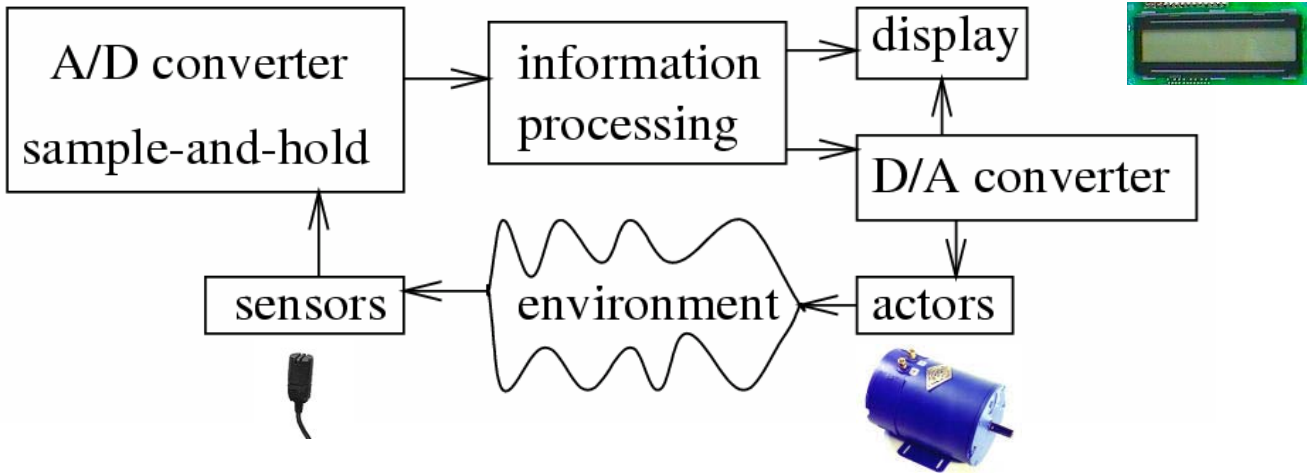 A/D converter
sample-and-hold
information
processing
display
D/A converter
sensors
environment
actors